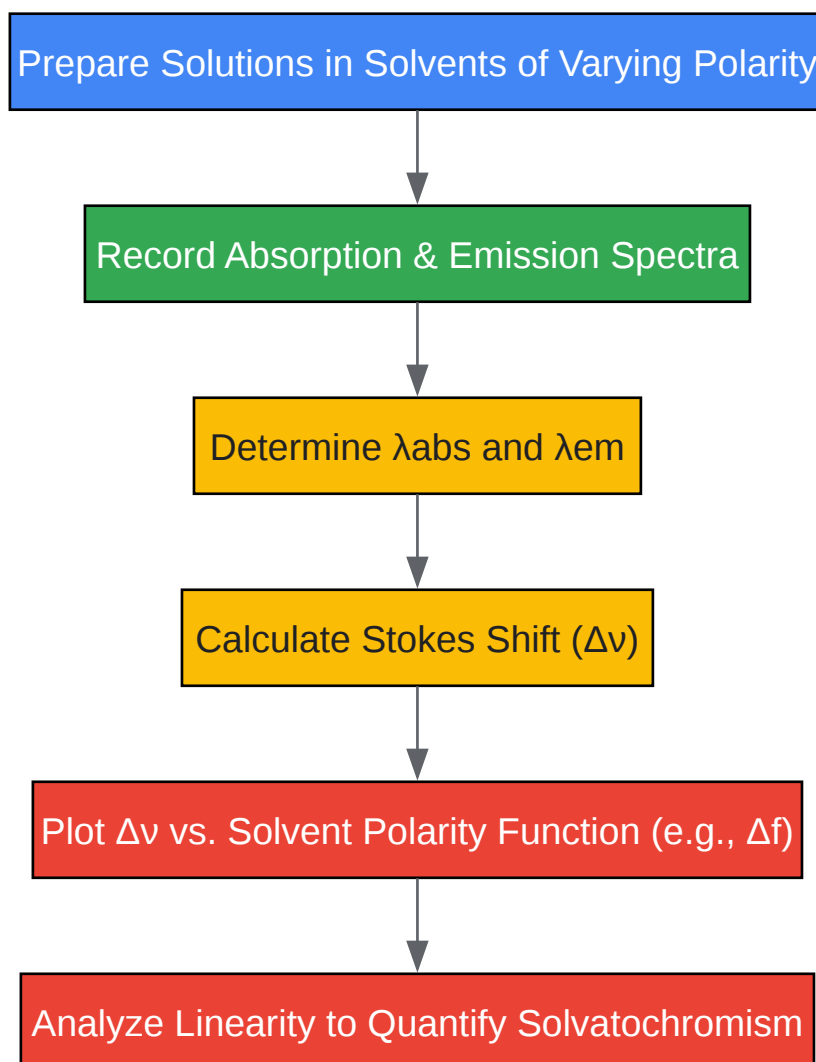 Prepare Solutions in Solvents of Varying Polarity
Record Absorption & Emission Spectra
Determine λabs and λem
Calculate Stokes Shift (Δν)
Plot Δν vs. Solvent Polarity Function (e.g., Δf)
Analyze Linearity to Quantify Solvatochromism